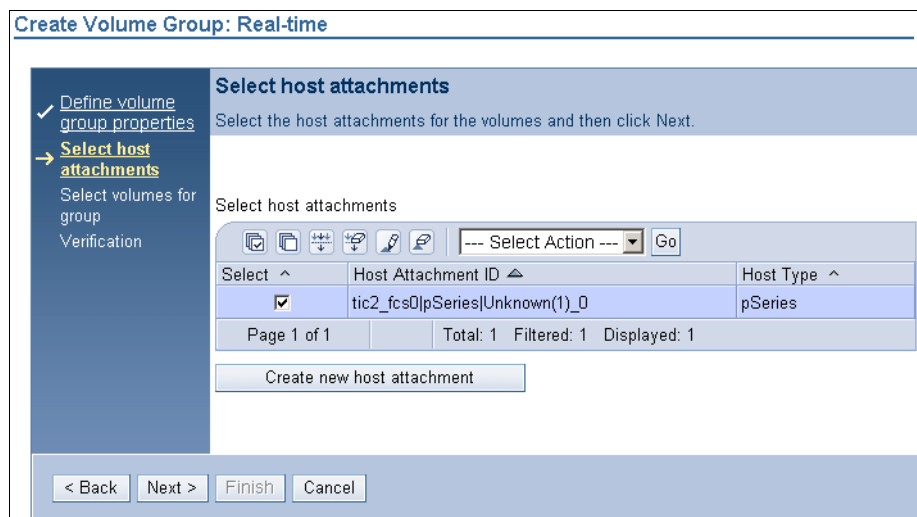 Create Volume Group: Real-time
Define volume
group properties
Select host
attachments
Select volumes for
group
Verification
Select host attachments
Select the host attachments for the volumes and then click Next.
Select host attachments
--- Select Action --- Go
Select Host Attachment ID Host Type
tic2_fcs0|pSeries|Unknown(1)_0 pSeries
Page 1 of 1 Total: 1 Filtered: 1 Displayed: 1
Create new host attachment
< Back Next > Finish Cancel